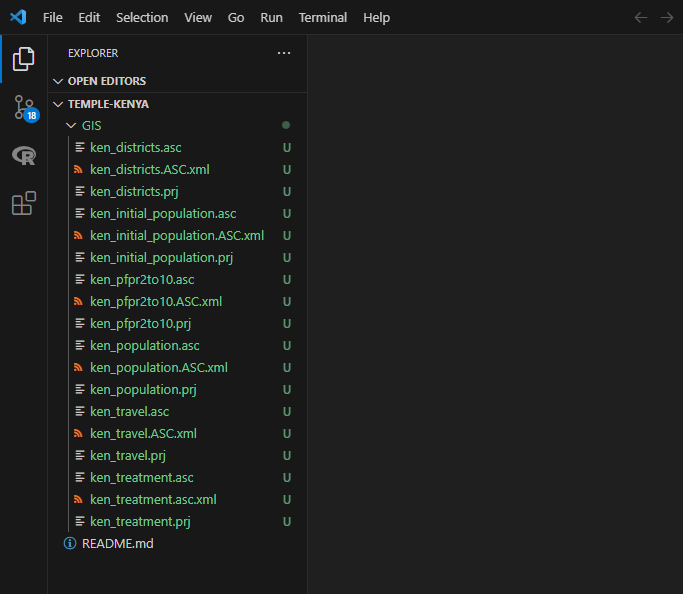 File Edit Selection View Go Run Terminal Help
EXPLORER ...
OPEN EDITORS
TEMPLE-KENYA
GIS
ken_districts.asc U
ken_districts.ASC.xml U
ken_districts.prj U
ken_initial_population.asc U
ken_initial_population.ASC.xml U
ken_initial_population.prj U
ken_pfpr2to10.asc U
ken_pfpr2to10.ASC.xml U
ken_pfpr2to10.prj U
ken_population.asc U
ken_population.ASC.xml U
ken_population.prj U
ken_travel.asc U
ken_travel.ASC.xml U
ken_travel.prj U
ken_treatment.asc U
ken_treatment.asc.xml U
ken_treatment.prj U
README.md
18
R